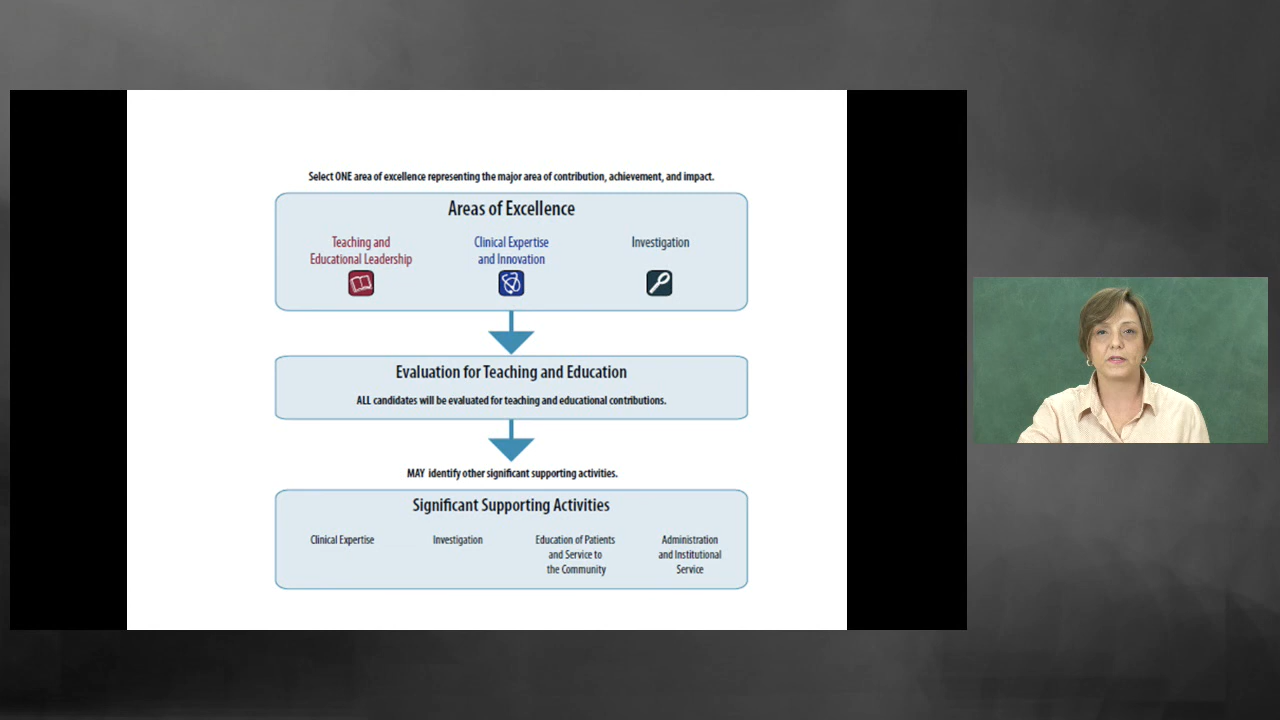 Select ONE area of excellence representing the major area of contribution, achievement, and impact.
Areas of Excellence
Teaching and
Educational Leadership
Clinical Expertise
and Innovation
Investigation
Evaluation for Teaching and Education
ALL candidates will be evaluated for teaching and educational contributions.
MAY identify other significant supporting activities.
Significant Supporting Activities
Clinical Expertise
Investigation
Education of Patients
and Service to
the Community
Administration
and Institutional
Service